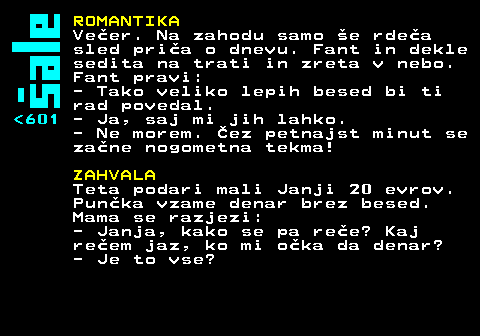 šale
<601
ROMANTIKA
Večer. Na zahodu samo še rdeča
sled priča o dnevu. Fant in dekle
sedita na trati in zreta v nebo.
Fant pravi:
- Tako veliko lepih besed bi ti
rad povedal.
- Ja, saj mi jih lahko.
- Ne morem. Čez petnajst minut se
začne nogometna tekma!
ZAHVALA
Teta podari mali Janji 20 evrov.
Punčka vzame denar brez besed.
Mama se razjezi:
- Janja, kako se pa reče? Kaj
rečem jaz, ko mi očka da denar?
- Je to vse?